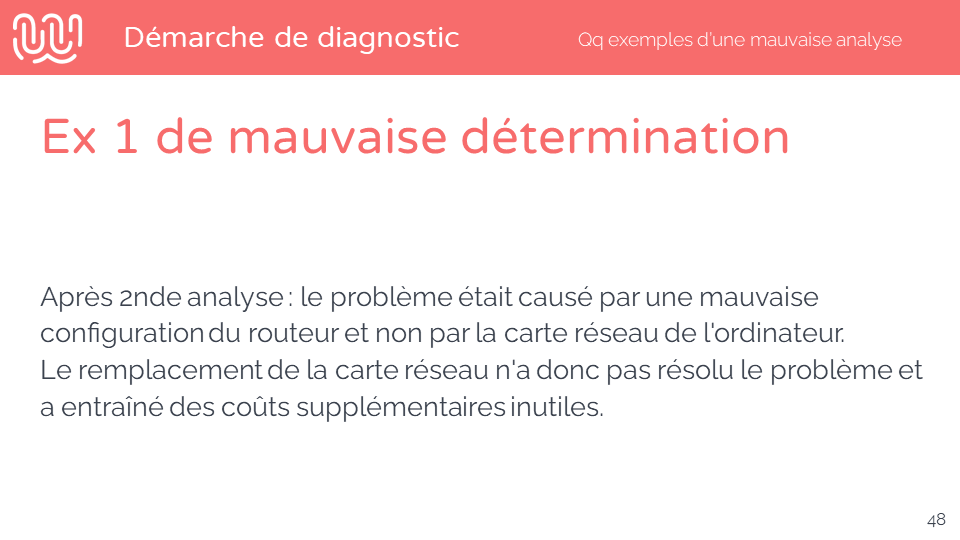 Démarche de diagnostic
Qq exemples d'une mauvaise analyse
Ex 1 de mauvaise détermination
Après 2nde analyse : le problème était causé par une mauvaise
configuration du routeur et non par la carte réseau de l'ordinateur.
Le remplacement de la carte réseau n'a donc pas résolu le problème et
a entraîné des coûts supplémentaires inutiles.
48